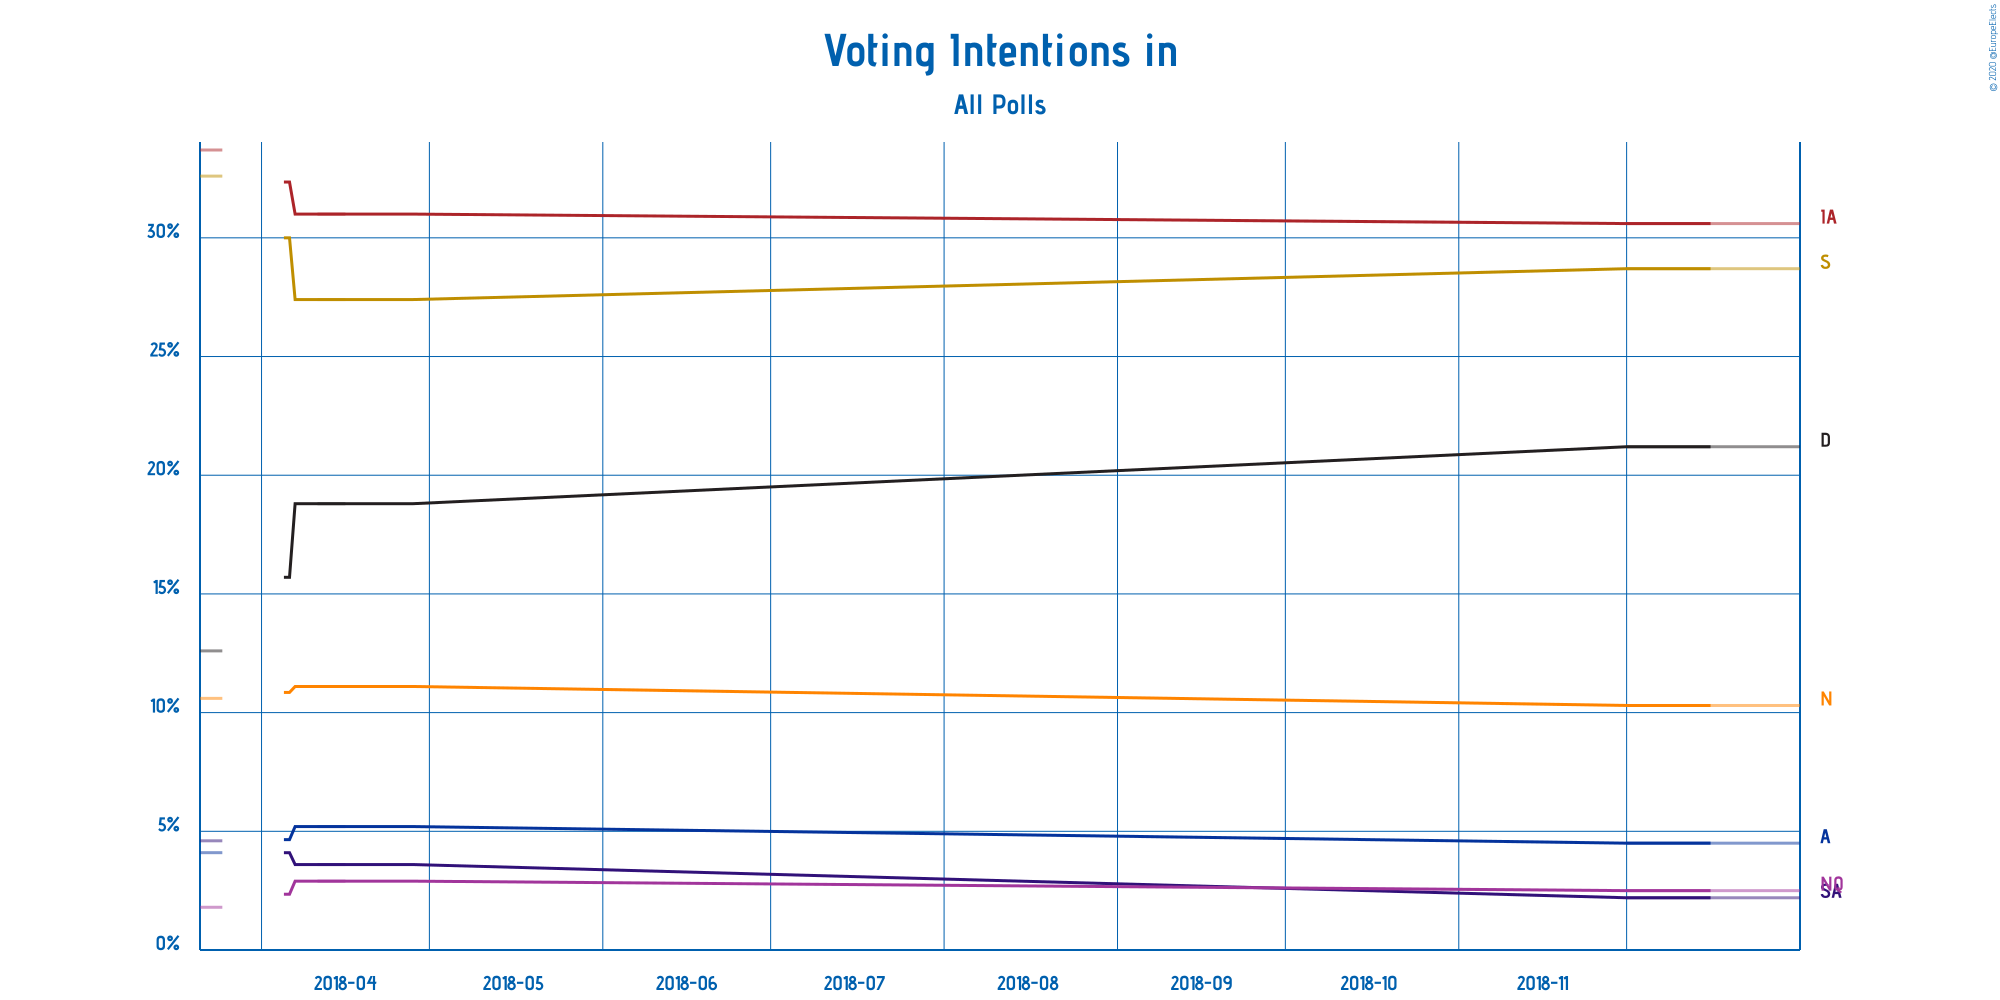 Voting Intentions in
All Polls
© 2020 @EuropeElects
30%
25%
20%
15%
10%
5%
0%
1A
S
D
N
A
NO
SA
2018-04
2018-05
2018-06
2018-07
2018-08
2018-09
2018-10
2018-11